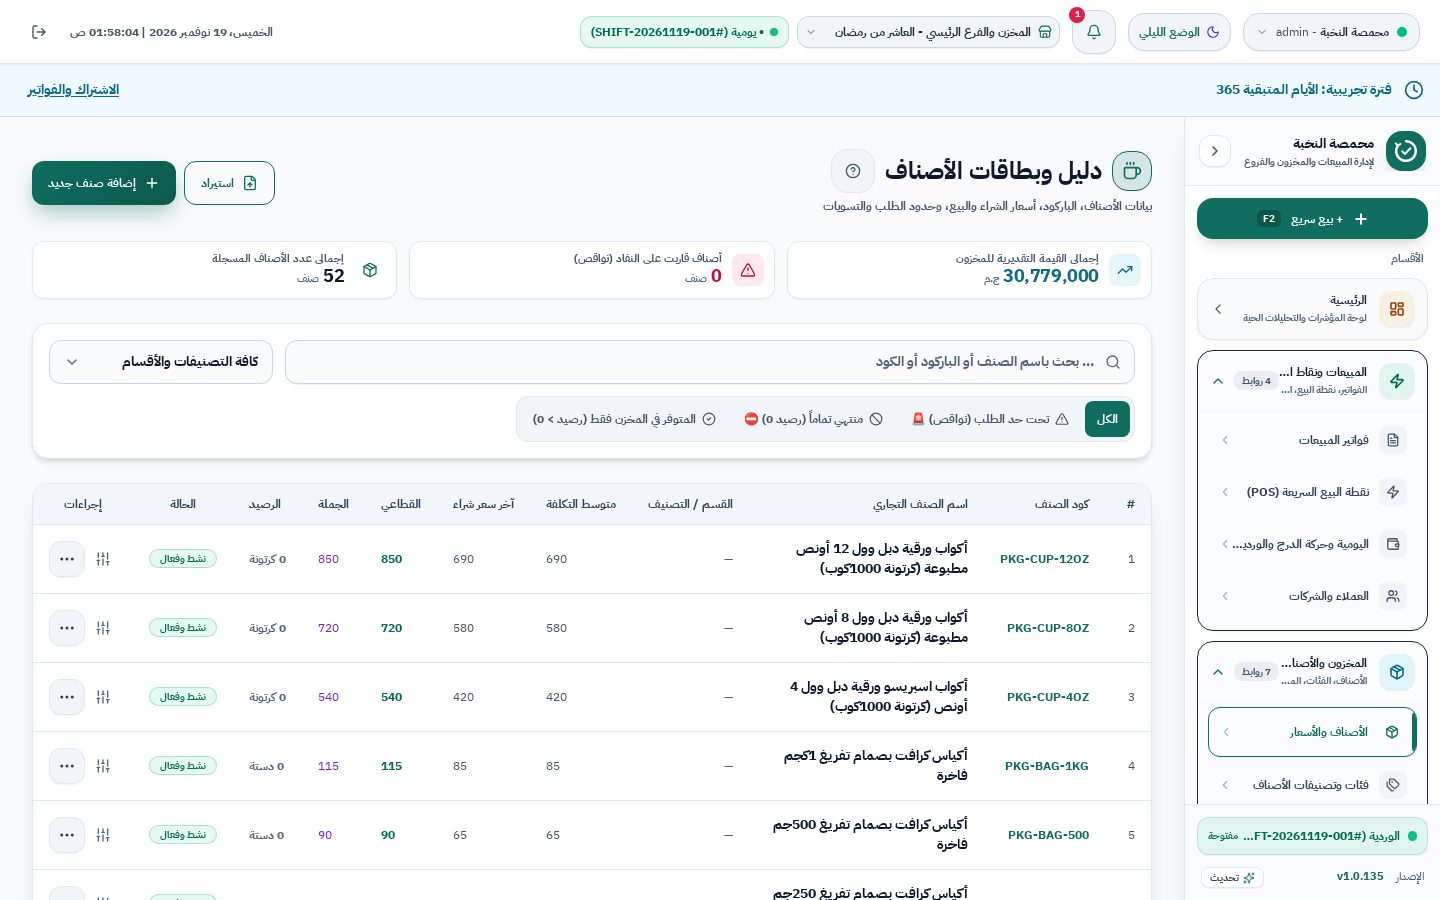 محمصة النخبة - admin
الوضع الليلي
1
المخزن والفرع الرئيسي - العاشر من رمضان
• يومية (#SHIFT-20261119-001)
الخميس، 19 نوفمبر 2026 | 01:58:04 ص
فترة تجريبية: الأيام المتبقية 365
الاشتراك والفواتير
محمصة النخبة
لإدارة المبيعات والمخزون والفروع
+ بيع سريع F2
الأقسام
الرئيسية
لوحة المؤشرات والتحليلات الحية
المبيعات ونقاط ا...
4 روابط
الفواتير، نقطة البيع، ا...
فواتير المبيعات
نقطة البيع السريعة (POS)
اليومية وحركة الدرج والورديـ...
العملاء والشركات
المخزون والأصنا...
7 روابط
الأصناف، الفئات، المـ...
الأصناف والأسعار
فئات وتصنيفات الأصناف
الوردية (#FT-20261119-001... مفتوحة
الإصدار v1.0.135
تحديث
دليل وبطاقات الأصناف
بيانات الأصناف، الباركود، أسعار الشراء والبيع، وحدود الطلب والتسويات
استيراد
إضافة صنف جديد
إجمالي القيمة التقديرية للمخزون
30,779,000 ج.م
أصناف قاربت على النفاد (نواقص)
0 صنف
إجمالي عدد الأصناف المسجلة
52 صنف
بحث باسم الصنف أو الباركود أو الكود ...
كافة التصنيفات والأقسام
الكل
تحت حد الطلب (نواقص) 🚨
منتهي تماماً (رصيد 0) ⛔
المتوفر في المخزن فقط (رصيد > 0)
# كود الصنف اسم الصنف التجاري القسم / التصنيف متوسط التكلفة آخر سعر شراء القطاعي الجملة الرصيد الحالة إجراءات
1 PKG-CUP-12OZ أكواب ورقية دبل وول 12 أونص — 690 690 850 850 0 كرتونة نشط وفعال
مطبوعة (كرتونة 1000كوب)
2 PKG-CUP-8OZ أكواب ورقية دبل وول 8 أونص — 580 580 720 720 0 كرتونة نشط وفعال
مطبوعة (كرتونة 1000كوب)
3 PKG-CUP-4OZ أكواب اسبريسو ورقية دبل وول 4 — 420 420 540 540 0 كرتونة نشط وفعال
أونص (كرتونة 1000كوب)
4 PKG-BAG-1KG أكياس كرافت بصمام تفريغ 1كجم — 85 85 115 115 0 دستة نشط وفعال
فاخرة
5 PKG-BAG-500 أكياس كرافت بصمام تفريغ 500جم — 65 65 90 90 0 دستة نشط وفعال
فاخرة
أكياس كرافت بصمام تفريغ 250جم